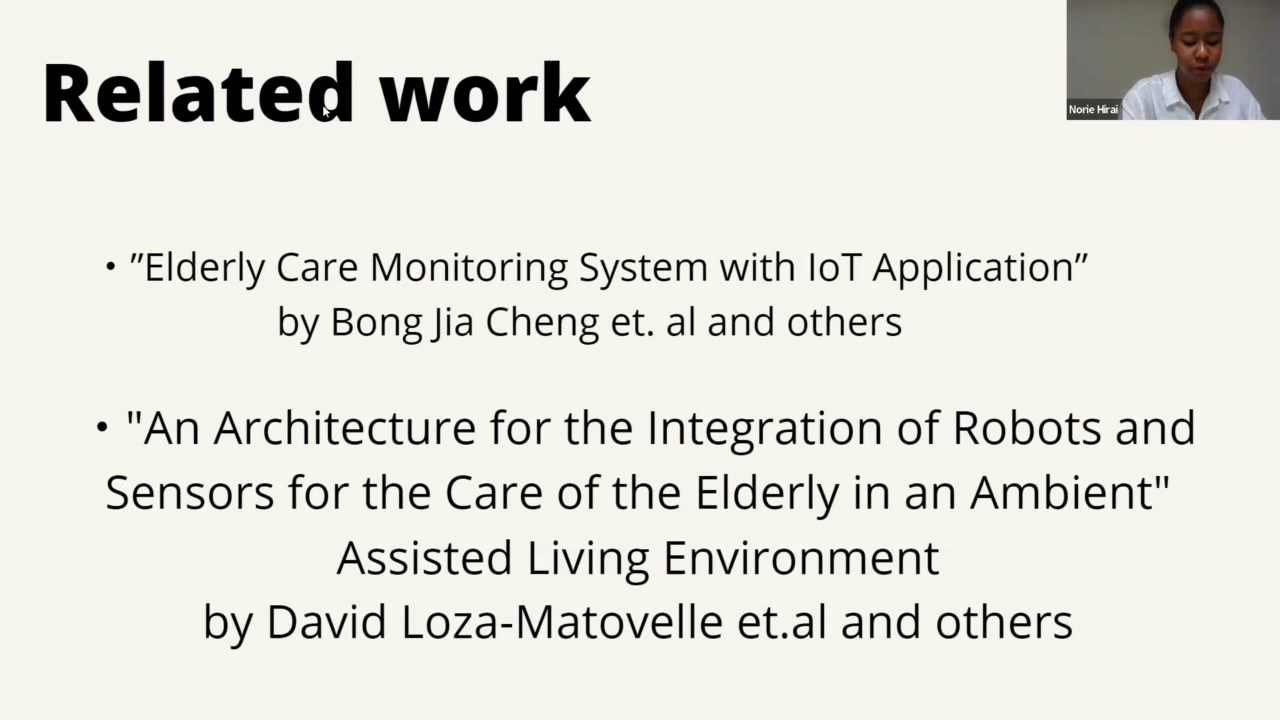 Related work
Norie Hirai
• ”Elderly Care Monitoring System with IoT Application”
by Bong Jia Cheng et. al and others
• "An Architecture for the Integration of Robots and
Sensors for the Care of the Elderly in an Ambient"
Assisted Living Environment
by David Loza-Matovelle et.al and others